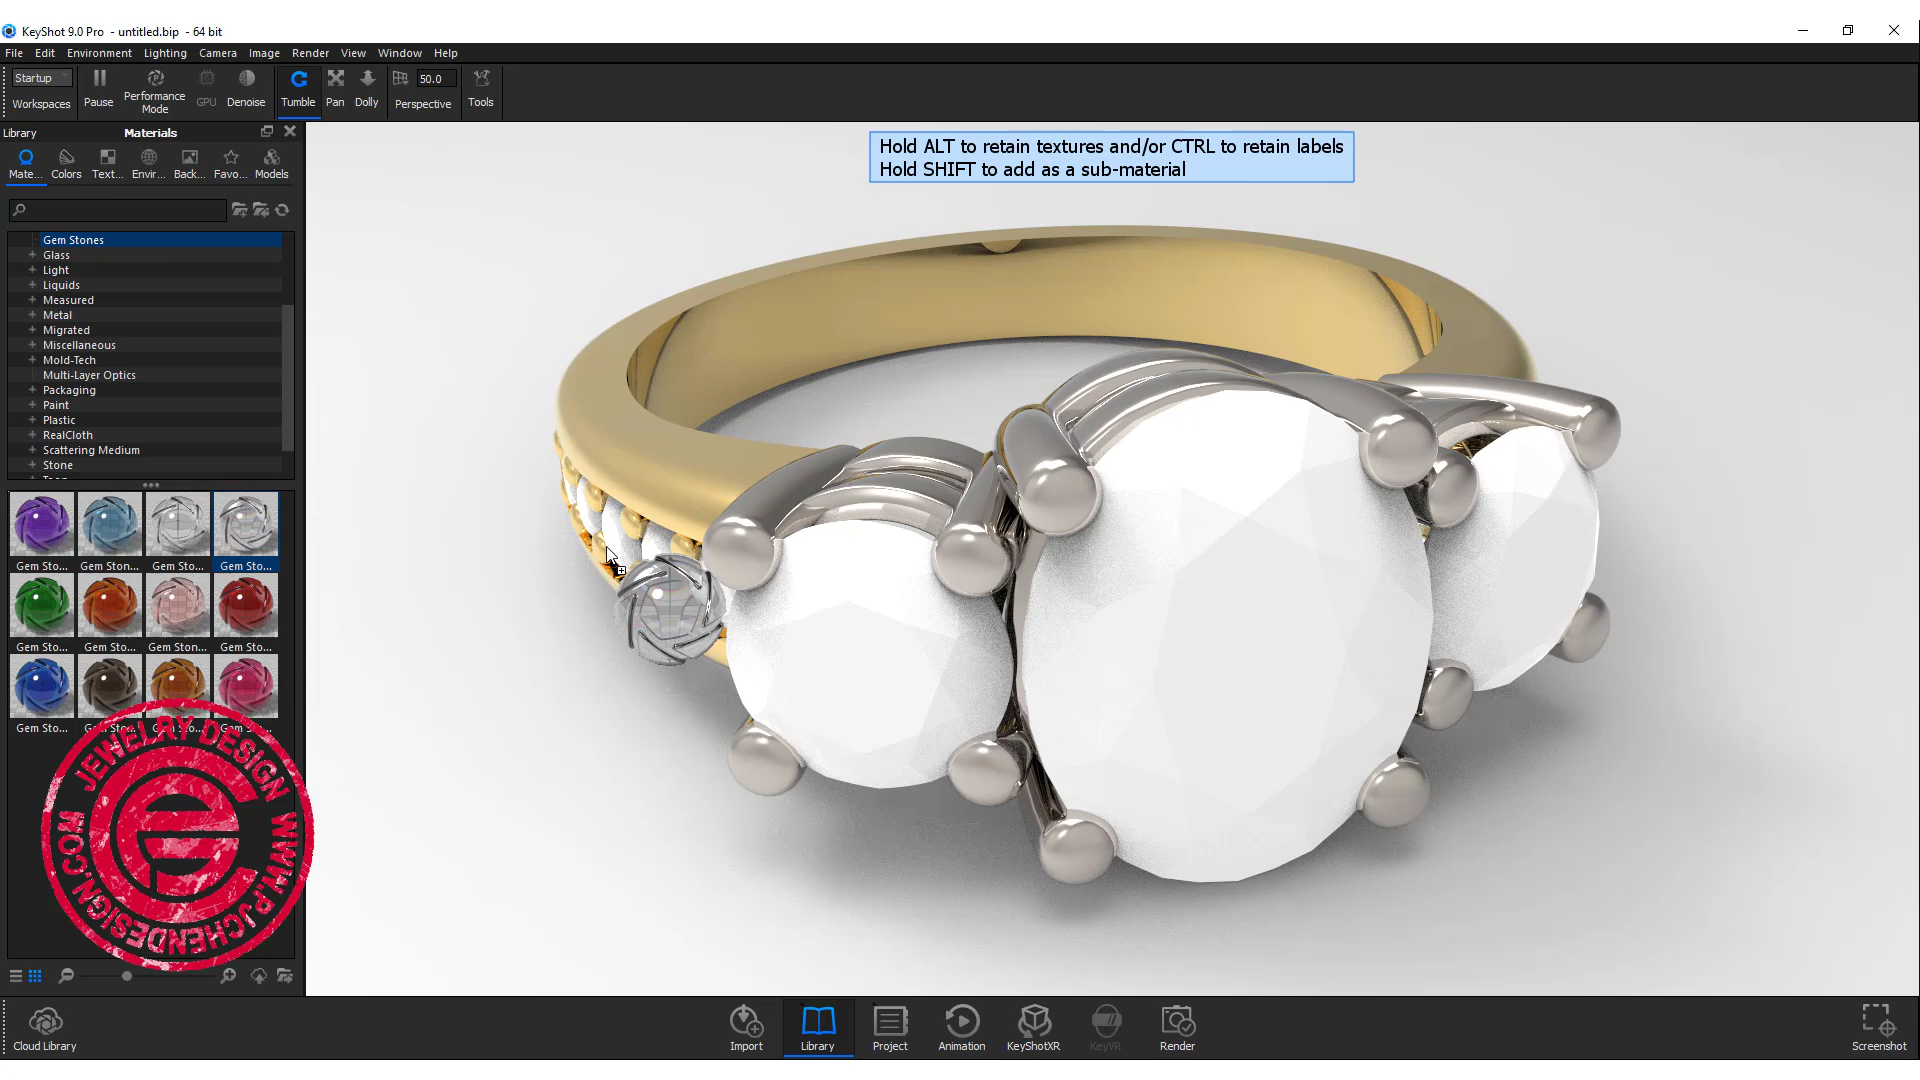 KeyShot 9.0 Pro - untitled.bip - 64 bit
File Edit Environment Lighting Camera Image Render View Window Help
Startup 50.0
Workspaces Pause Performance Mode GPU Denoise Tumble Pan Dolly Perspective Tools
Library Materials
Mate... Colors Text... Envir... Back... Favo... Models
Hold ALT to retain textures and/or CTRL to retain labels
Hold SHIFT to add as a sub-material
Gem Stones
Glass
Light
Liquids
Measured
Metal
Migrated
Miscellaneous
Mold-Tech
Multi-Layer Optics
Packaging
Paint
Plastic
RealCloth
Scattering Medium
Stone
Gem Sto... Gem Ston... Gem Sto... Gem Sto...
Gem Sto... Gem Sto... Gem Ston... Gem Sto...
Gem Sto...
JEWELRY DESIGN
WWW.PJCHENDESIGN.COM
Cloud Library Import Library Project Animation KeyShotXR KeyVR Render Screenshot